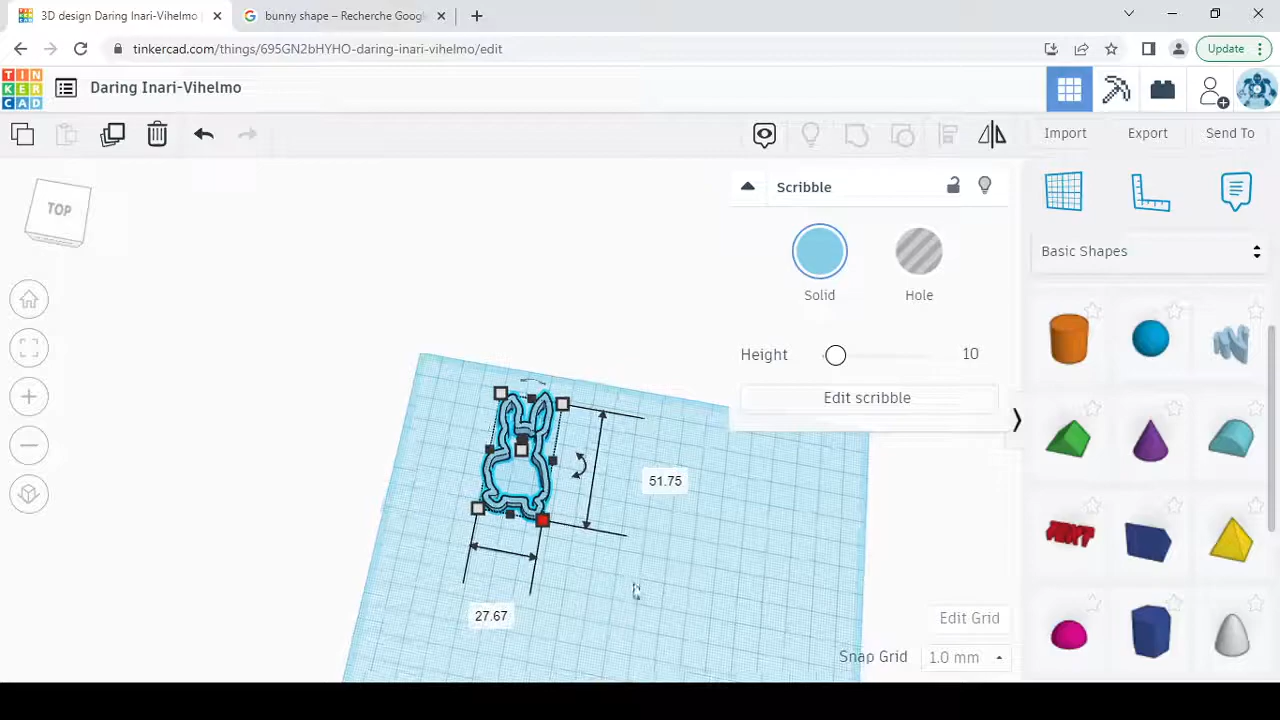 3D design Daring Inari-Vihelmo
bunny shape – Recherche Google
tinkercad.com/things/695GN2bHYHO-daring-inari-vihelmo/edit
Update
TIN
KER
CAD
Daring Inari-Vihelmo
Import
Export
Send To
TOP
Scribble
Solid
Hole
Height
10
Edit scribble
Basic Shapes
TEXT
51.75
27.67
Edit Grid
Snap Grid
1.0 mm